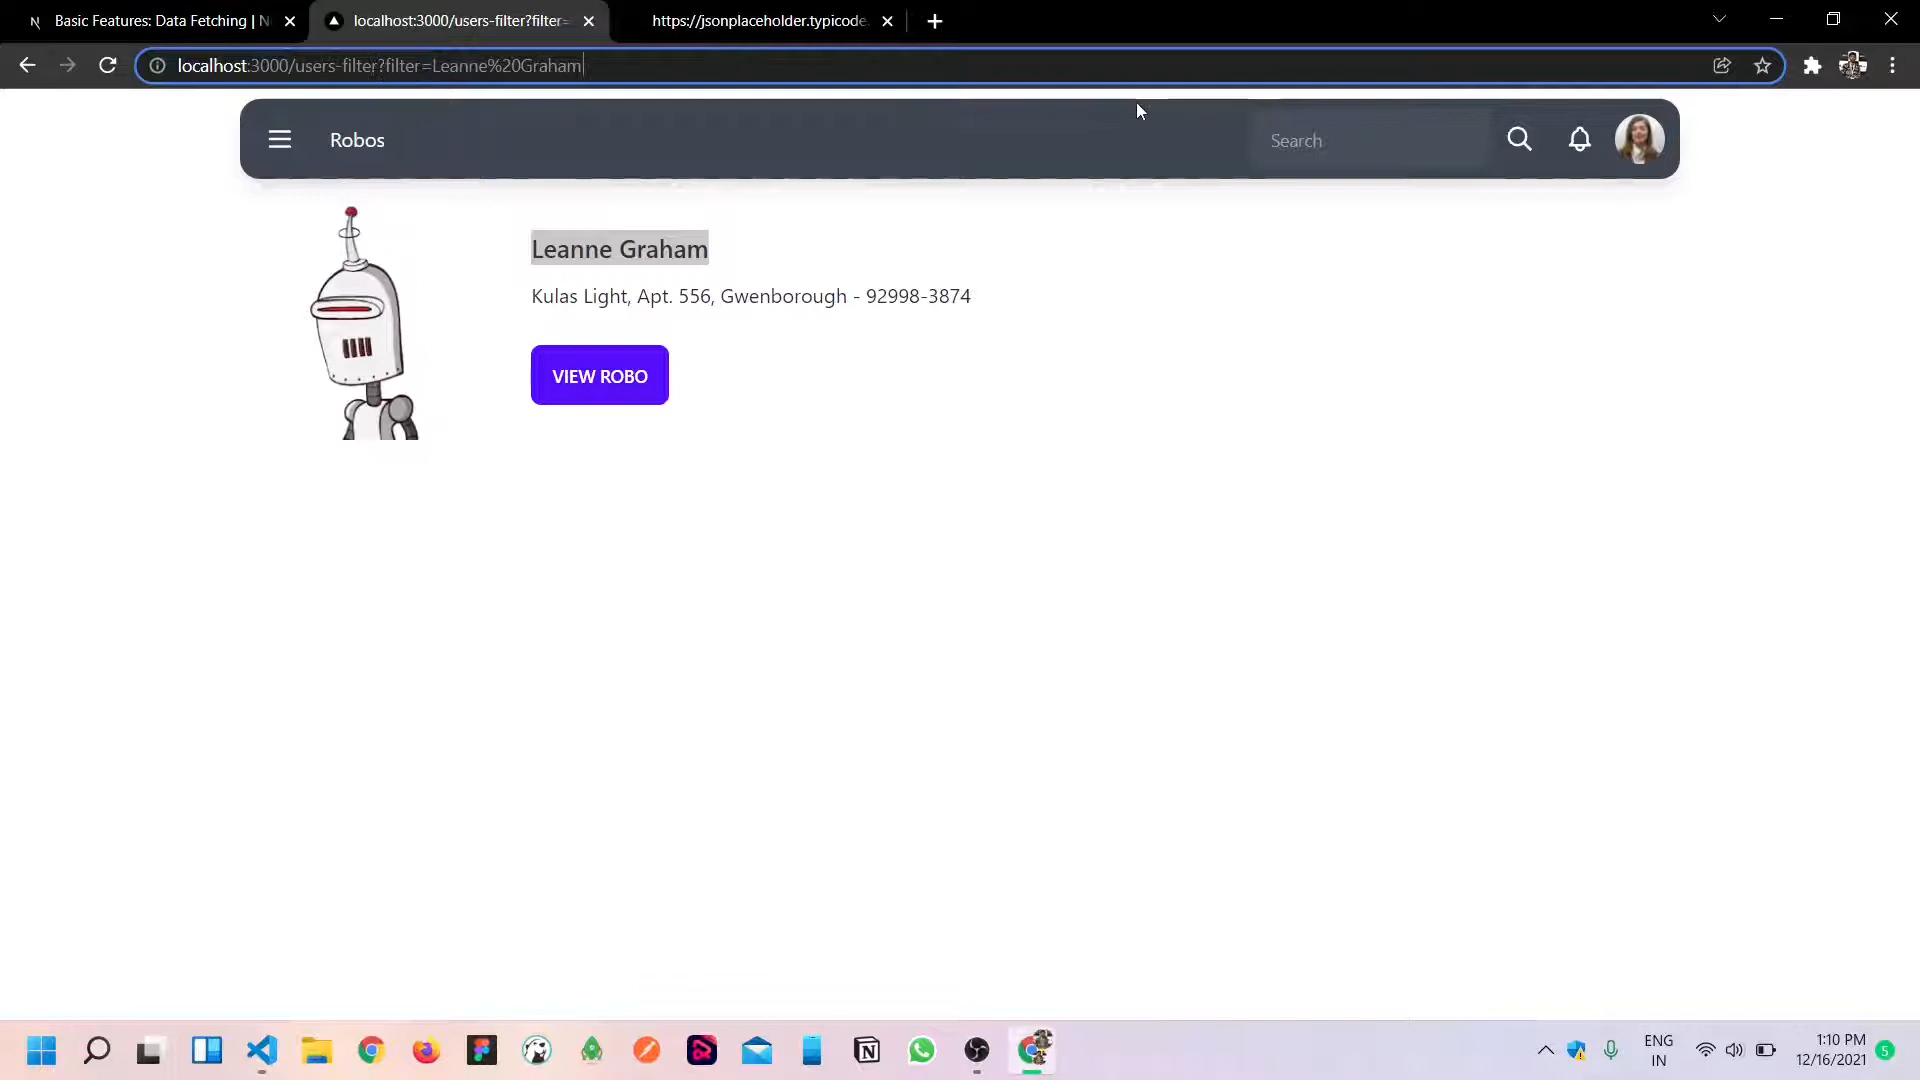 Basic Features: Data Fetching | N
localhost:3000/users-filter?filter=
https://jsonplaceholder.typicode.
localhost:3000/users-filter?filter=Leanne%20Graham
Robos
Search
Leanne Graham
Kulas Light, Apt. 556, Gwenborough - 92998-3874
VIEW ROBO
ENG
IN
1:10 PM
12/16/2021
5